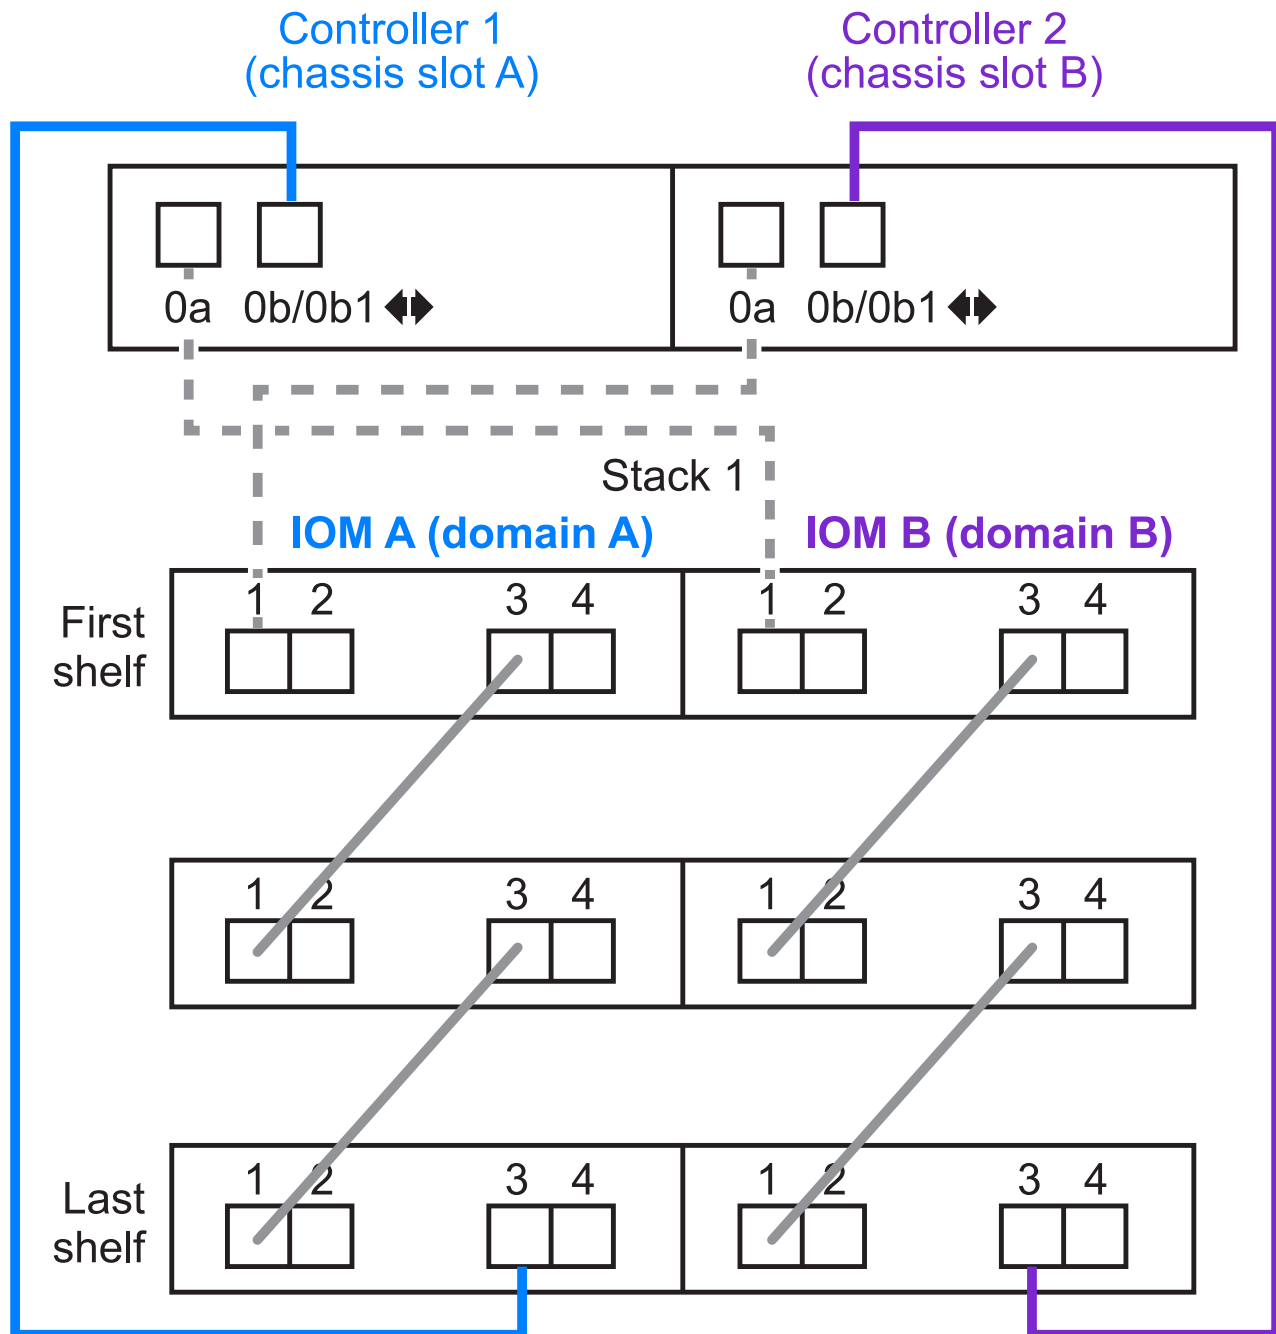 Controller 1
(chassis slot A)
Controller 2
(chassis slot B)
0a 0b/0b1
0a 0b/0b1
Stack 1
IOM A (domain A)
IOM B (domain B)
First
shelf
1 2 3 4
1 2 3 4
1 2 3 4
1 2 3 4
Last
shelf
1 2 3 4
1 2 3 4